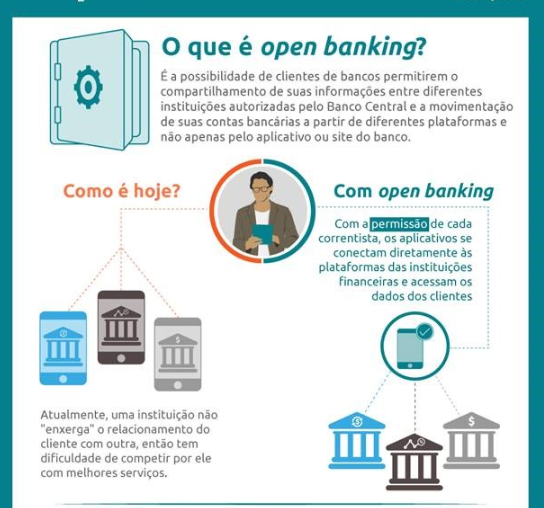 O que é open banking?
É a possibilidade de clientes de bancos permitirem o
compartilhamento de suas informações entre diferentes
instituições autorizadas pelo Banco Central e a movimentação
de suas contas bancárias a partir de diferentes plataformas e
não apenas pelo aplicativo ou site do banco.
Como é hoje?
Com open banking
Com a permissão de cada
correntista, os aplicativos se
conectam diretamente às
plataformas das instituições
financeiras e acessam os
dados dos clientes
$
$
Atualmente, uma instituição não
"enxerga" o relacionamento do
cliente com outra, então tem
dificuldade de competir por ele
com melhores serviços.